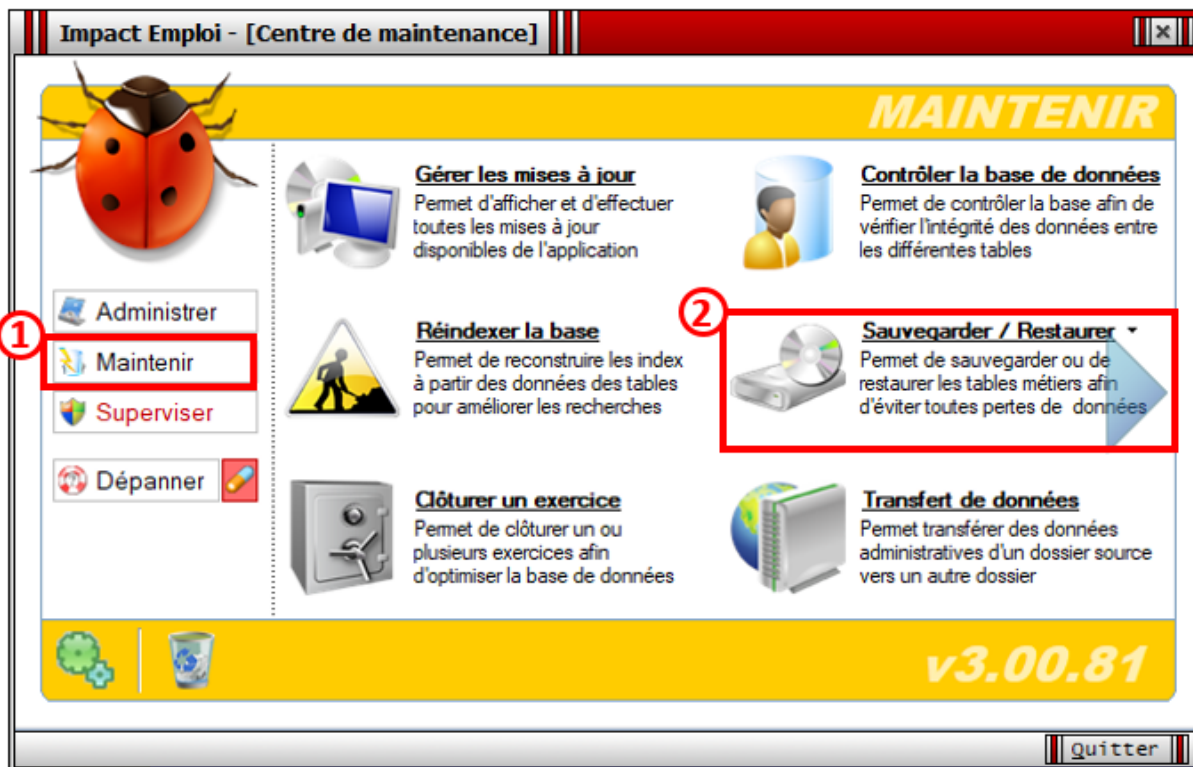 Impact Emploi - [Centre de maintenance]
MAINTENIR
Gérer les mises à jour
Permet d'afficher et d'effectuer
toutes les mises à jour
disponibles de l'application
Contrôler la base de données
Permet de contrôler la base afin de
vérifier l'intégrité des données entre
les différentes tables
Administrer
1
Maintenir
Superviser
Dépanner
Réindexer la base
Permet de reconstruire les index
à partir des données des tables
pour améliorer les recherches
2
Sauvegarder / Restaurer
Permet de sauvegarder ou de
restaurer les tables métiers afin
d'éviter toutes pertes de données
Clôturer un exercice
Permet de clôturer un ou
plusieurs exercices afin
d'optimiser la base de données
Transfert de données
Permet transférer des données
administratives d'un dossier source
vers un autre dossier
v3.00.81
Quitter